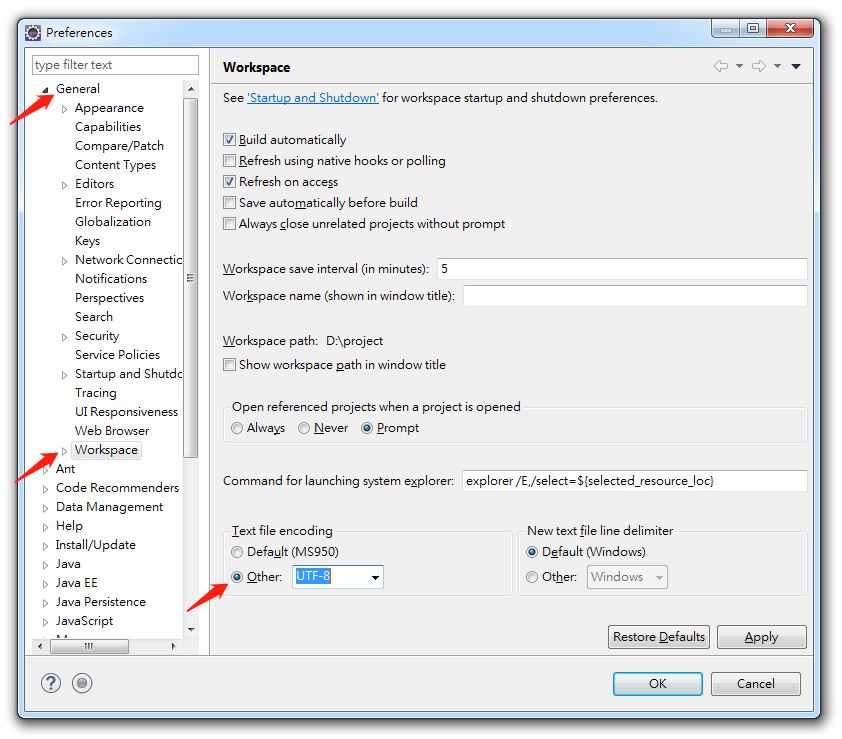 Preferences
type filter text
General
Appearance
Capabilities
Compare/Patch
Content Types
Editors
Error Reporting
Globalization
Keys
Network Connectic
Notifications
Perspectives
Search
Security
Service Policies
Startup and Shutdc
Tracing
UI Responsiveness
Web Browser
Workspace
Ant
Code Recommenders
Data Management
Help
Install/Update
Java
Java EE
Java Persistence
JavaScript
Workspace
See 'Startup and Shutdown' for workspace startup and shutdown preferences.
Build automatically
Refresh using native hooks or polling
Refresh on access
Save automatically before build
Always close unrelated projects without prompt
Workspace save interval (in minutes): 5
Workspace name (shown in window title):
Workspace path: D:\project
Show workspace path in window title
Open referenced projects when a project is opened
Always Never Prompt
Command for launching system explorer: explorer /E,/select=${selected_resource_loc}
Text file encoding
Default (MS950)
Other: UTF-8
New text file line delimiter
Default (Windows)
Other: Windows
Restore Defaults Apply
OK Cancel